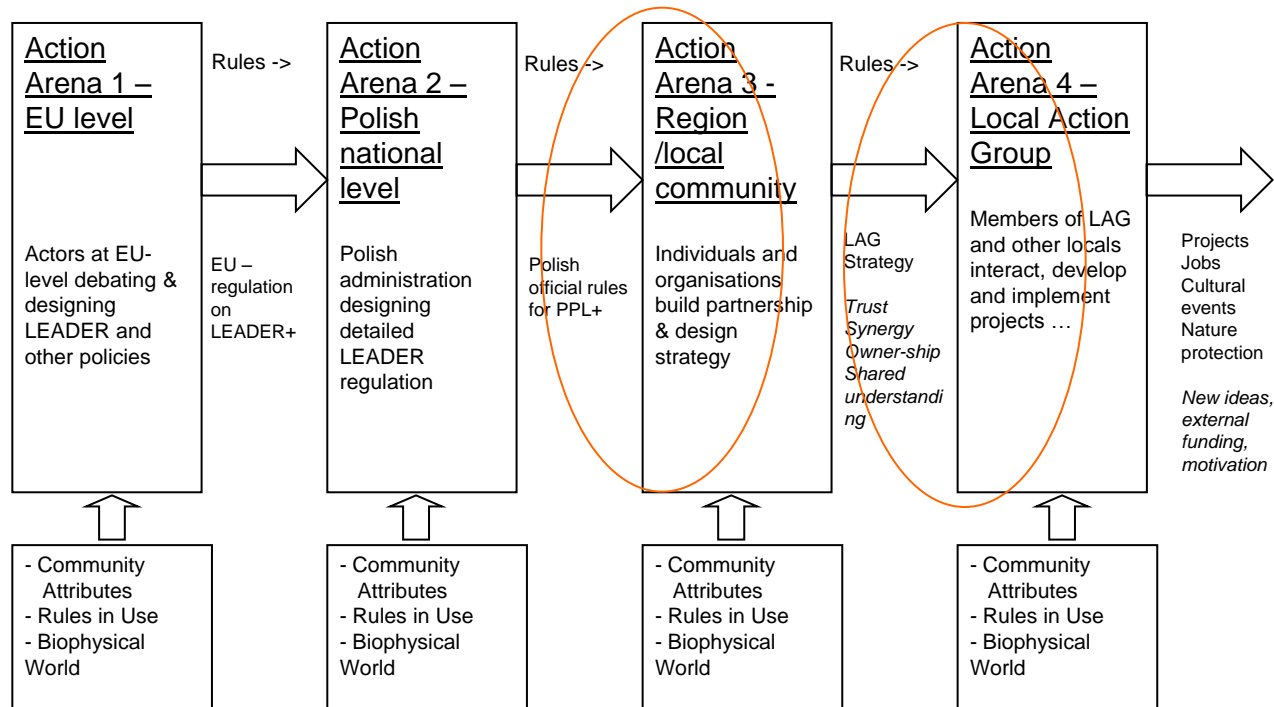 Action
Arena 1 –
EU level
Actors at EU-
level debating &
designing
LEADER and
other policies
Rules ->
EU –
regulation
on
LEADER+
Action
Arena 2 –
Polish
national
level
Polish
administration
designing
detailed
LEADER
regulation
Rules ->
Polish
official rules
for PPL+
Action
Arena 3 -
Region
/local
community
Individuals and
organisations
build partnership
& design
strategy
Rules ->
LAG
Strategy
Trust
Synergy
Owner-ship
Shared
understandi
ng
Action
Arena 4 –
Local Action
Group
Members of LAG
and other locals
interact, develop
and implement
projects …
Projects
Jobs
Cultural
events
Nature
protection
New ideas,
external
funding,
motivation
- Community
Attributes
- Rules in Use
- Biophysical
World
- Community
Attributes
- Rules in Use
- Biophysical
World
- Community
Attributes
- Rules in Use
- Biophysical
World
- Community
Attributes
- Rules in Use
- Biophysical
World